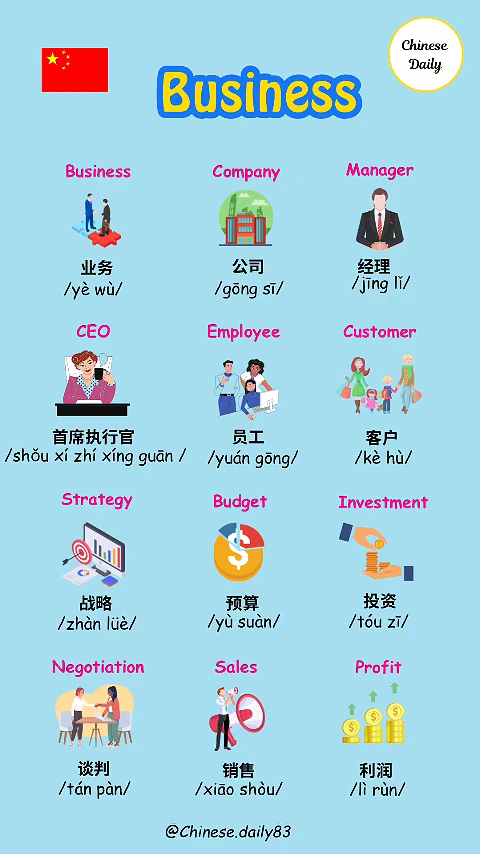 Chinese
Daily
Business
Business
Company
Manager
业务
公司
经理
/yè wù/
/gōng sī/
/jīng lǐ/
CEO
Employee
Customer
首席执行官
员工
客户
/shǒu xí zhí xíng guān /
/yuán gōng/
/kè hù/
Strategy
Budget
Investment
战略
预算
投资
/zhàn lüè/
/yù suàn/
/tóu zī/
Negotiation
Sales
Profit
谈判
销售
利润
/tán pàn/
/xiāo shòu/
/lì rùn/
@Chinese.daily83